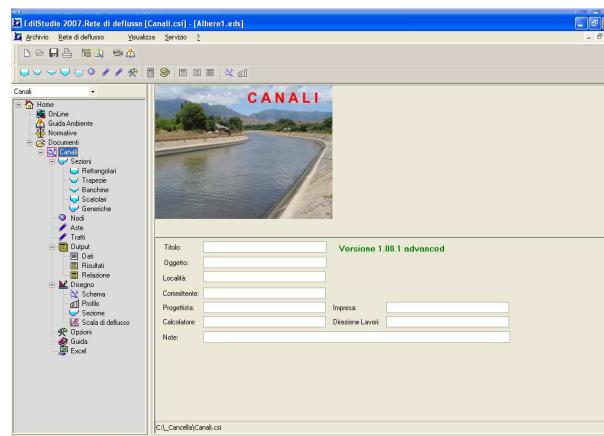 EdilStudio 2007.Rete di deflusso [Canali.csi] - [Albero1.eds]
Archivio Rete di deflusso Visualizza Servizio ?
Canali
CANALI
Home
OnLine
Guida Ambiente
Normative
Documenti
Canali
Sezioni
Rettangolari
Trapezie
Banchine
Scatolari
Generiche
Nodi
Aste
Tratti
Output
Dati
Risultati
Relazione
Disegno
Schema
Profilo
Sezione
Scala di deflusso
Opzioni
Guida
Excel
Titolo: Versione 1.00.1 advanced
Oggetto:
Località:
Committente:
Progettista: Impresa:
Calcolatore: Direzione Lavori:
Note:
C:\_Cancella\Canali.csi